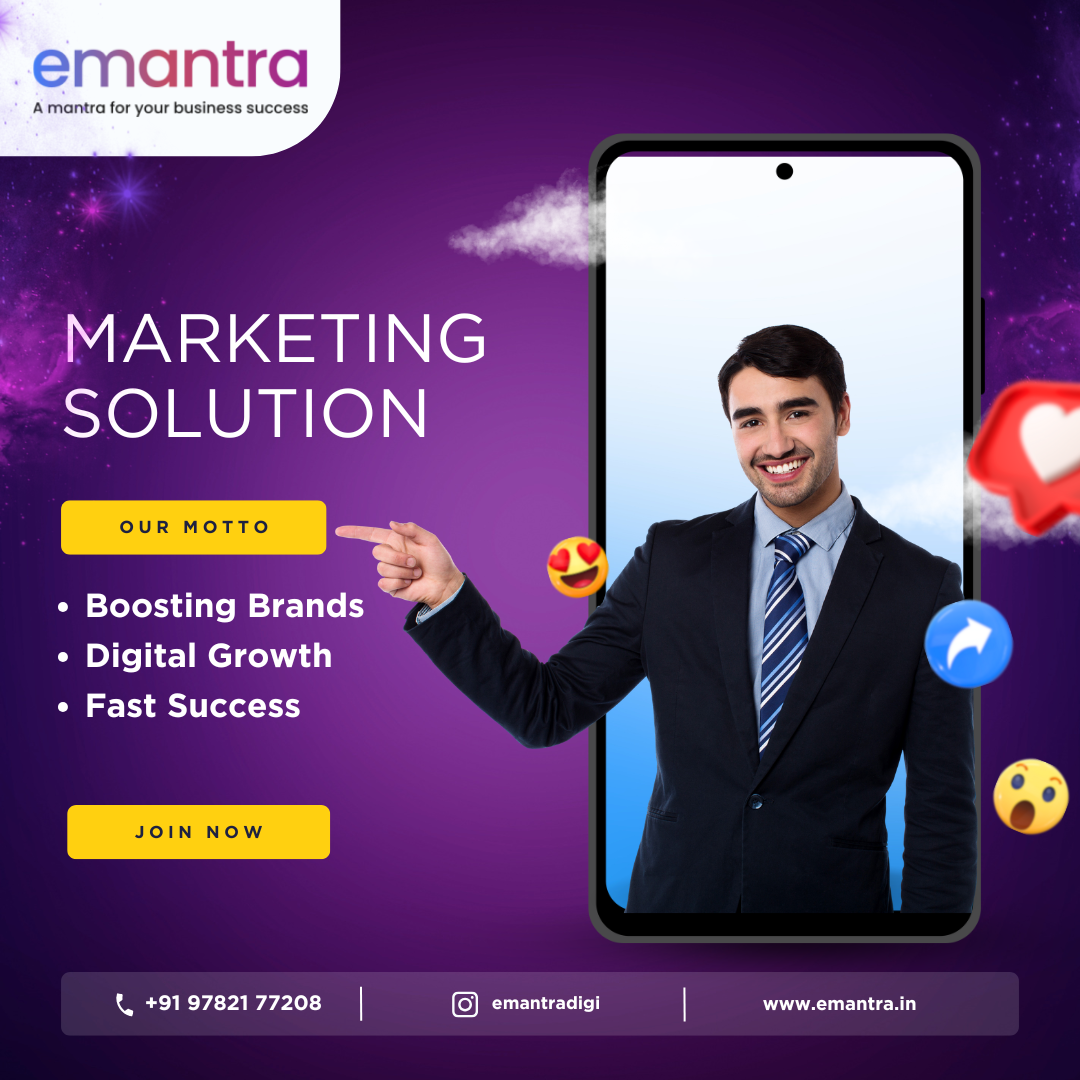 emantra
A mantra for your business success
MARKETING
SOLUTION
OUR MOTTO
• Boosting Brands
• Digital Growth
• Fast Success
JOIN NOW
+91 97821 77208
emantradigi
www.emantra.in